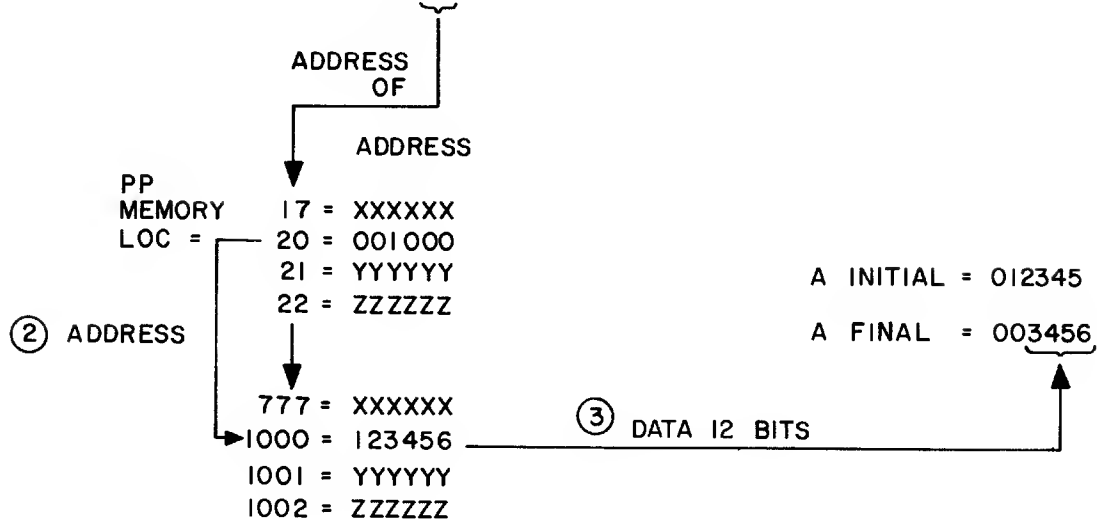 ADDRESS
OF
ADDRESS
PP
MEMORY 17 = XXXXXX
LOC = 20 = 001000
21 = YYYYYY
22 = ZZZZZZ
A INITIAL = 012345
② ADDRESS
A FINAL = 003456
777 = XXXXXX
③ DATA 12 BITS
1000 = 123456
1001 = YYYYYY
1002 = ZZZZZZ